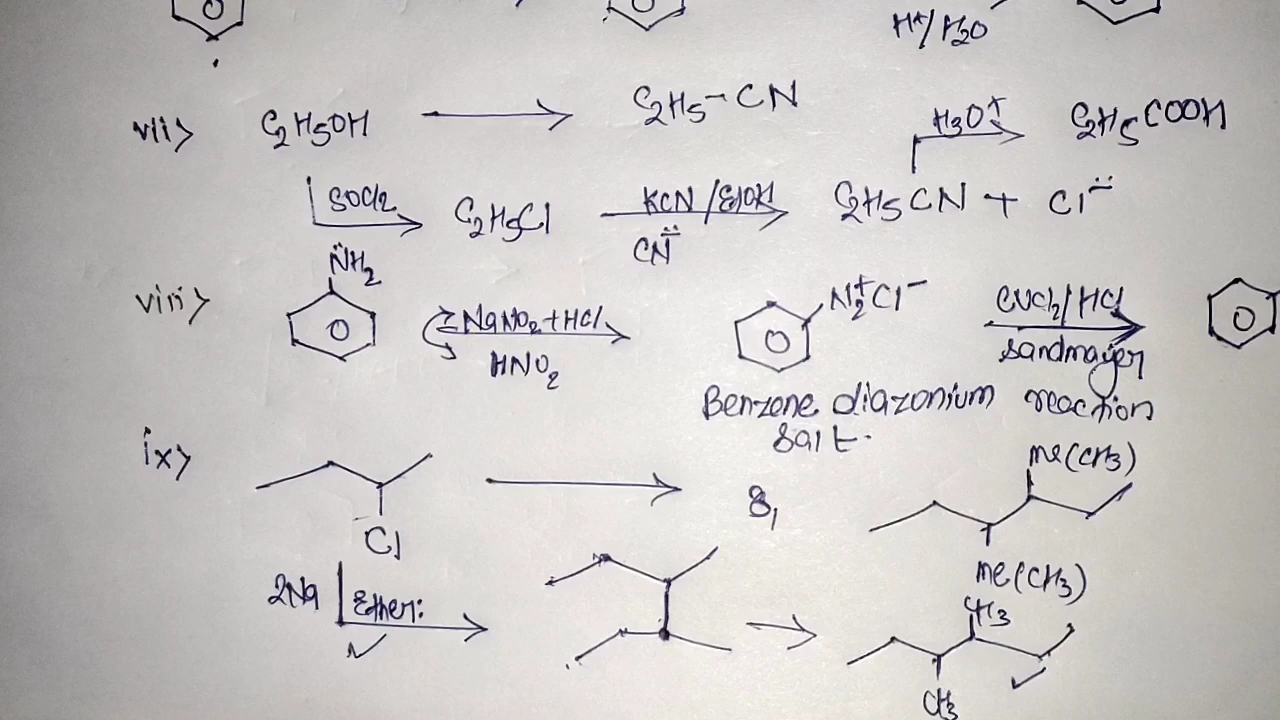 H⁺/H₂O
vii> C₂H₅OH → C₂H₅-CN
H₃O⁺ → C₂H₅COOH
SOCl₂ → C₂H₅Cl KCN/EtOH → C₂H₅CN + Cl⁻
CN⁻
viii> NH₂
NaNO₂+HCl → N₂⁺Cl⁻ CuCl₂/HCl →
HNO₂ Sandmayer
Benzene diazonium reaction
salt.
ix> me(CH₃)
→ 8,
Cl
me(CH₃)
2Na Ether: → → CH₃
CH₃